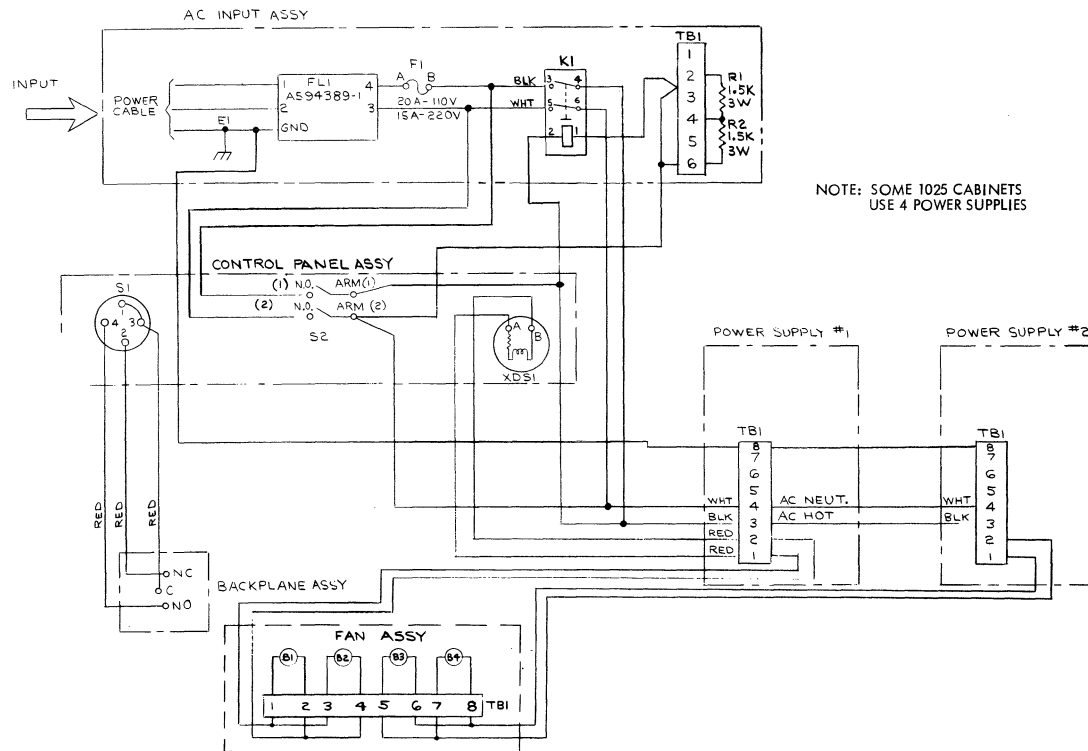 AC INPUT ASSY
INPUT
POWER
CABLE
E1
1
2
GND
FL1
A594389-1
4
3
F1
A
B
20A-110V
15A-220V
BLK
WHT
K1
3
4
5
6
2
1
TB1
1
2
3
4
5
6
R1
1.5K
3W
R2
1.5K
3W
NOTE: SOME 1025 CABINETS
USE 4 POWER SUPPLIES
CONTROL PANEL ASSY
S1
1
4
3
2
(1) N.O. ARM(1)
(2) N.O. ARM (2)
S2
A
B
XDS1
POWER SUPPLY #1
TB1
8
7
6
5
4
3
2
1
WHT
BLK
RED
RED
AC NEUT.
AC HOT
POWER SUPPLY #2
TB1
8
7
6
5
4
3
2
1
WHT
BLK
RED
RED
RED
NC
C
NO
BACKPLANE ASSY
FAN ASSY
B1
B2
B3
B4
1 2 3 4 5 6 7 8
TB1